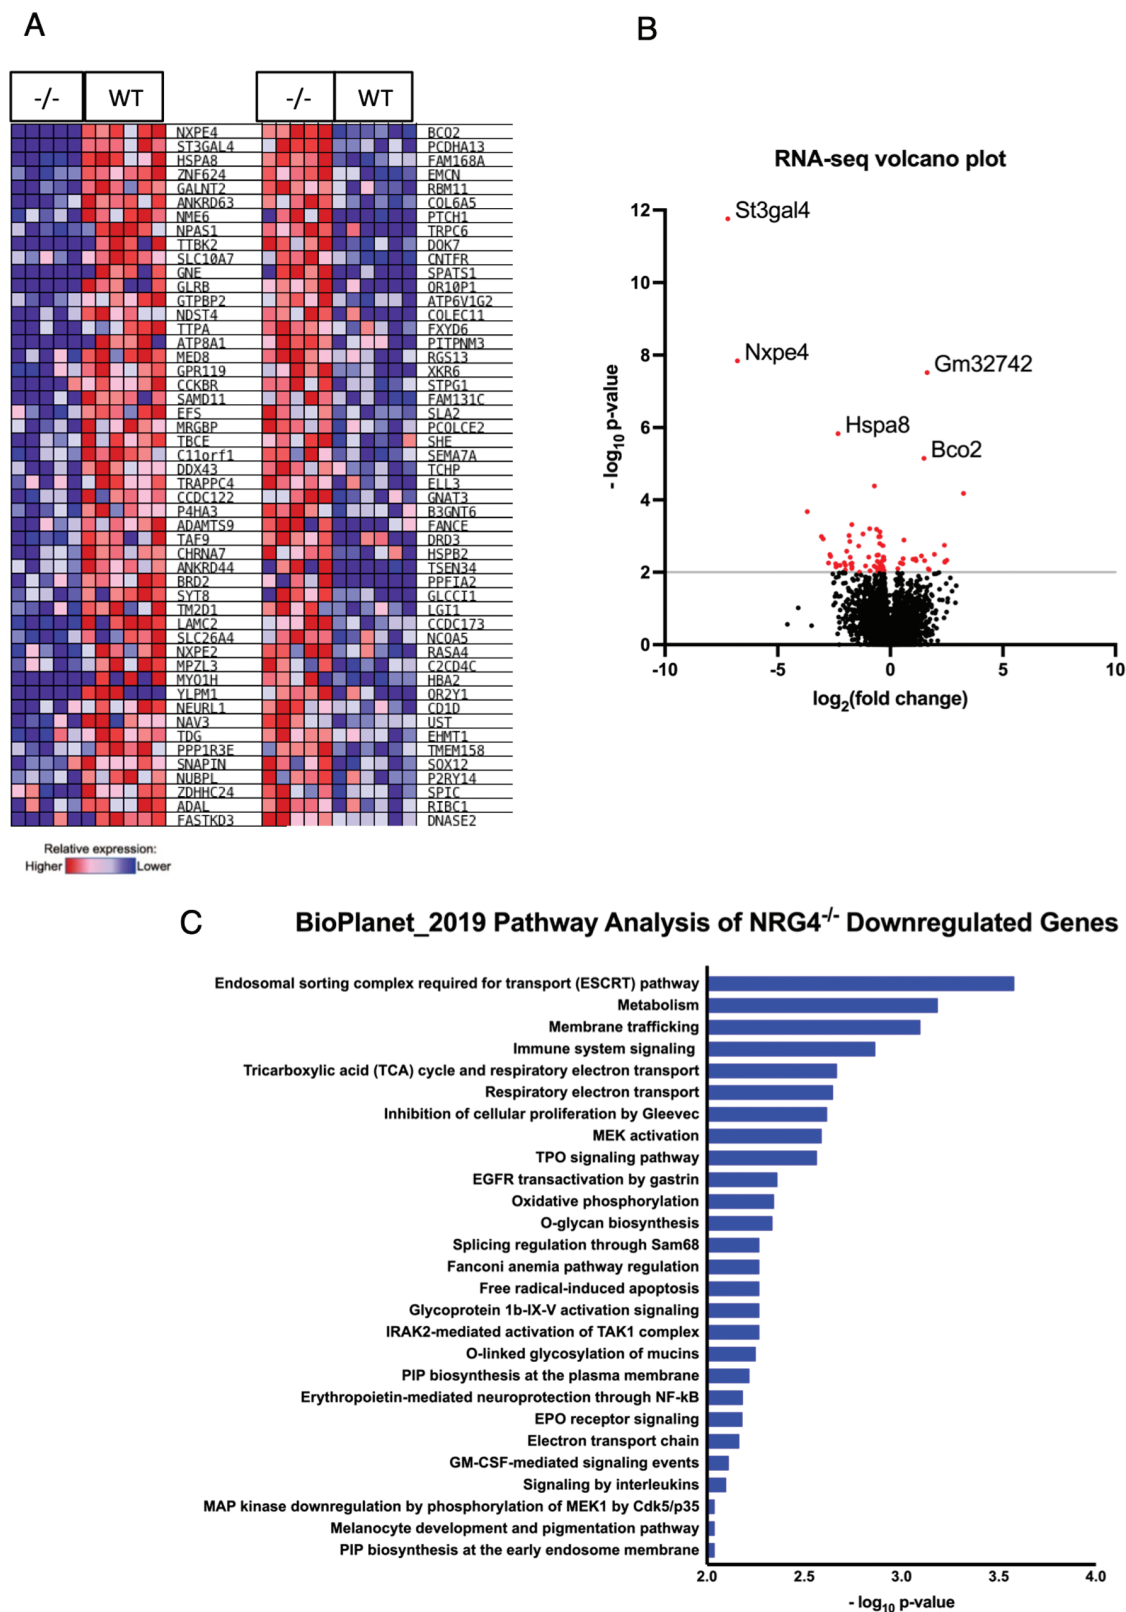 A
-/-
WT
-/-
WT
NXPE4
ST3GAL4
HSPA8
ZNF624
GALNT2
ANKRD63
NME6
NPAS1
TTBK2
SLC10A7
GNE
GLRB
GTPBP2
NDST4
TTPA
ATP8A1
MED8
GPR119
CCKBR
SAMD11
EFS
MRGBP
TBCE
C11orf1
DDX43
TRAPPC4
CCDC122
P4HA3
ADAMTS9
TAF9
CHRNA7
ANKRD44
BRD2
SYT8
TM2D1
LAMC2
SLC26A4
NXPE2
MPZL3
MYO1H
YLPM1
NEURL1
NAV3
TDG
PPP1R3E
SNAPIN
NUBPL
ZDHHC24
ADAL
FASTKD3
BCO2
PCDHA13
FAM168A
EMCN
RBM11
COL6A5
PTCH1
TRPC6
DOK7
CNTFR
SPATS1
OR10P1
ATP6V1G2
COLEC11
FXYD6
PITPNM3
RGS13
XKR6
STPG1
FAM131C
SLA2
PCOLCE2
SHE
SEMA7A
TCHP
ELL3
GNAT3
B3GNT6
FANCE
DRD3
HSPB2
TSEN34
PPFIA2
GLCCI1
LGI1
CCDC173
NCOA5
RASA4
C2CD4C
HBA2
OR2Y1
CD1D
UST
EHMT1
TMEM158
SOX12
P2RY14
SPIC
RIBC1
DNASE2
Relative expression:
Higher Lower
B
RNA-seq volcano plot
- log10 p-value
12
10
8
6
4
2
0
St3gal4
Nxpe4
Gm32742
Hspa8
Bco2
-10 -5 0 5 10
log2(fold change)
C
BioPlanet_2019 Pathway Analysis of NRG4-/- Downregulated Genes
Endosomal sorting complex required for transport (ESCRT) pathway
Metabolism
Membrane trafficking
Immune system signaling
Tricarboxylic acid (TCA) cycle and respiratory electron transport
Respiratory electron transport
Inhibition of cellular proliferation by Gleevec
MEK activation
TPO signaling pathway
EGFR transactivation by gastrin
Oxidative phosphorylation
O-glycan biosynthesis
Splicing regulation through Sam68
Fanconi anemia pathway regulation
Free radical-induced apoptosis
Glycoprotein 1b-IX-V activation signaling
IRAK2-mediated activation of TAK1 complex
O-linked glycosylation of mucins
PIP biosynthesis at the plasma membrane
Erythropoietin-mediated neuroprotection through NF-kB
EPO receptor signaling
Electron transport chain
GM-CSF-mediated signaling events
Signaling by interleukins
MAP kinase downregulation by phosphorylation of MEK1 by Cdk5/p35
Melanocyte development and pigmentation pathway
PIP biosynthesis at the early endosome membrane
2.0 2.5 3.0 3.5 4.0
- log10 p-value